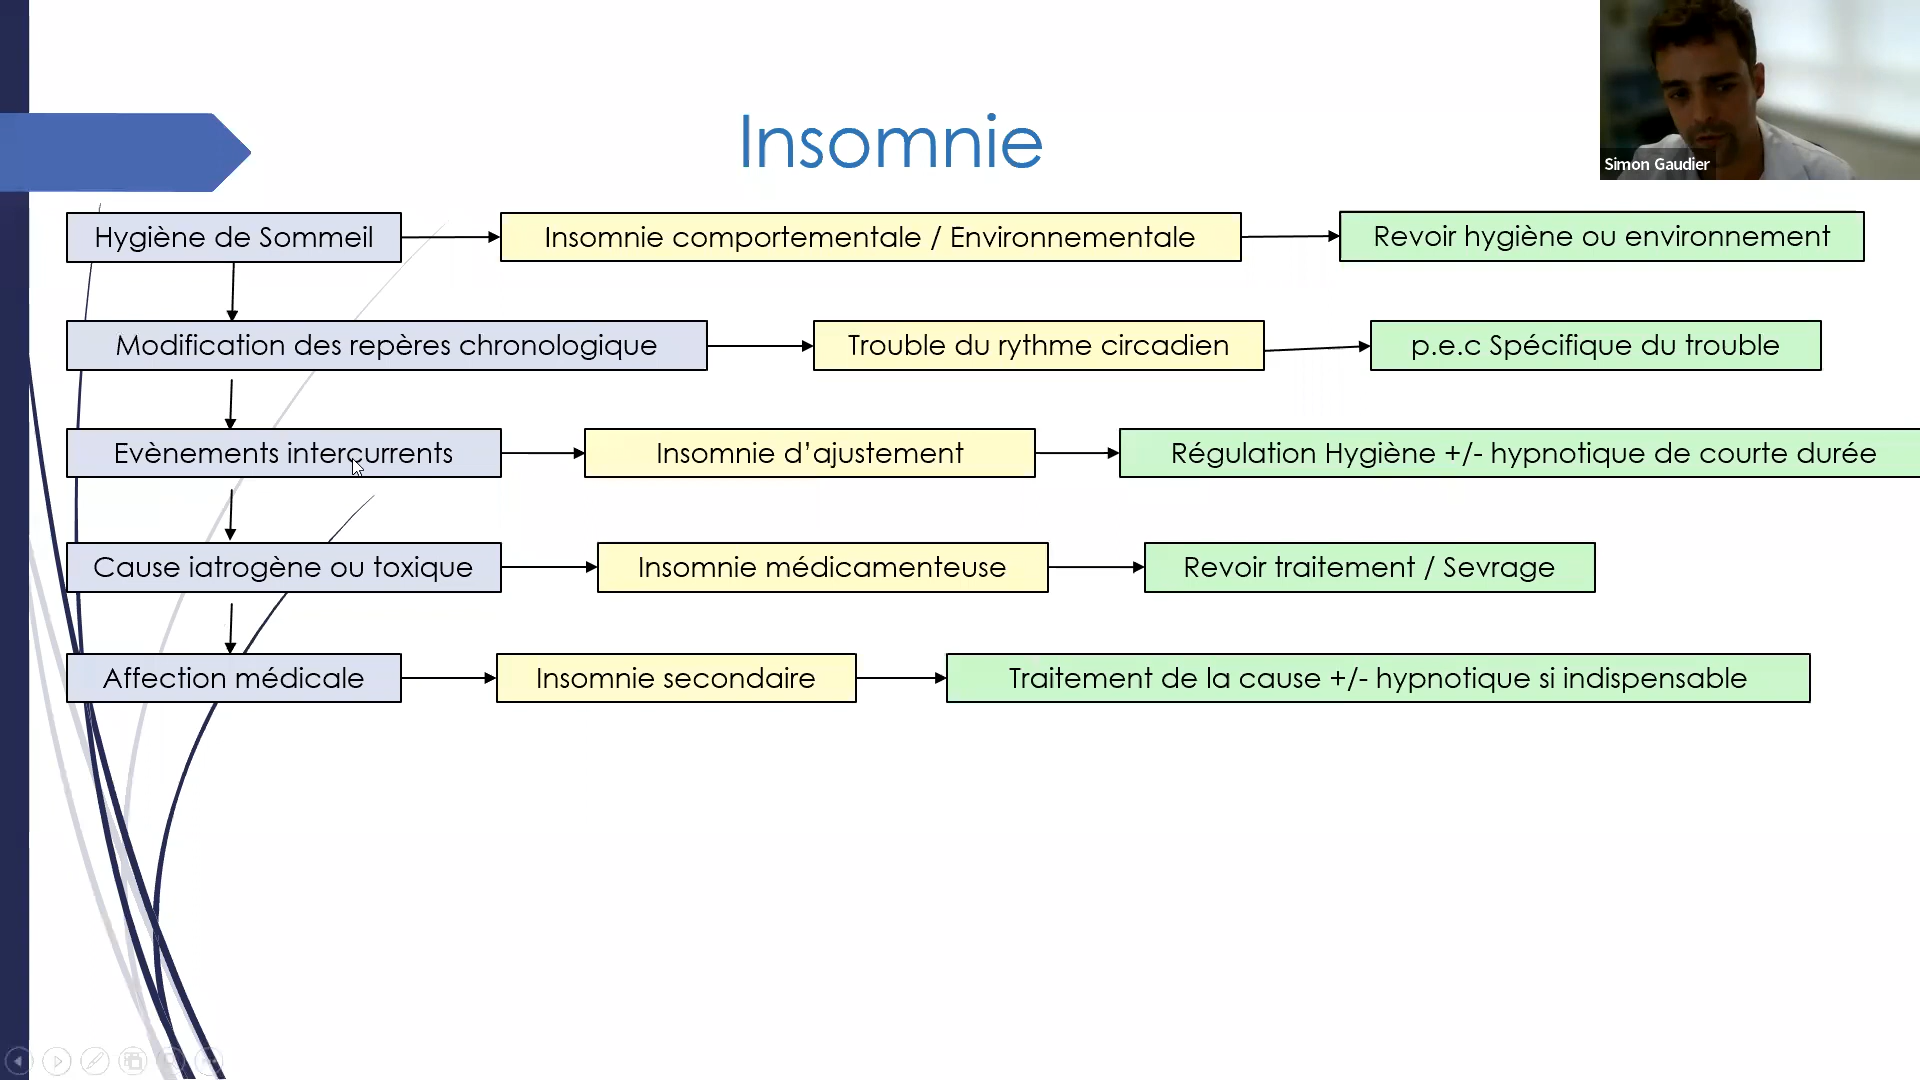 Insomnie
Simon Gaudier
Hygiène de Sommeil
Insomnie comportementale / Environnementale
Revoir hygiène ou environnement
Modification des repères chronologique
Trouble du rythme circadien
p.e.c Spécifique du trouble
Evènements intercurrents
Insomnie d’ajustement
Régulation Hygiène +/- hypnotique de courte durée
Cause iatrogène ou toxique
Insomnie médicamenteuse
Revoir traitement / Sevrage
Affection médicale
Insomnie secondaire
Traitement de la cause +/- hypnotique si indispensable